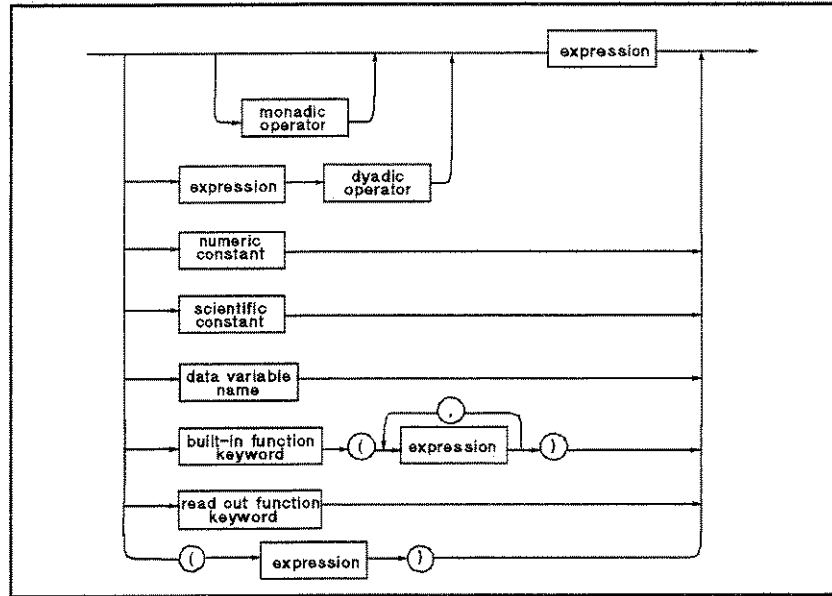 expression
monadic
operator
expression
dyadic
operator
numeric
constant
scientific
constant
data variable
name
,
built-in function
keyword
(
expression
)
read out function
keyword
(
expression
)